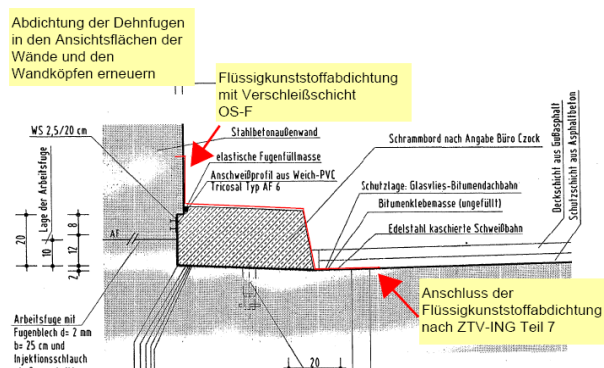 Abdichtung der Dehnfugen
in den Ansichtsflächen der
Wände und den
Wandköpfen erneuern
Flüssigkunststoffabdichtung
mit Verschleißschicht
OS-F
WS 2,5/20 cm
Stahlbetonaußenwand
elastische Fugenfüllmasse
Anschweißprofil aus Weich-PVC
Tricosal Typ AF 6
Schrammbord nach Angabe Büro Czock
Schutzlage: Glasvlies-Bitumendachbahn
Bitumenklebemasse (ungefüllt)
Edelstahl kaschierte Schweißbahn
Deckschicht aus Gußasphalt
Schutzschicht aus Asphaltbeton
Lage der Arbeitsfuge
20
10
8
12
7
AF
Anschluss der
Flüssigkunststoffabdichtung
nach ZTV-ING Teil 7
Arbeitsfuge mit
Fugenblech d= 2 mm
b= 25 cm und
Injektionsschlauch
20